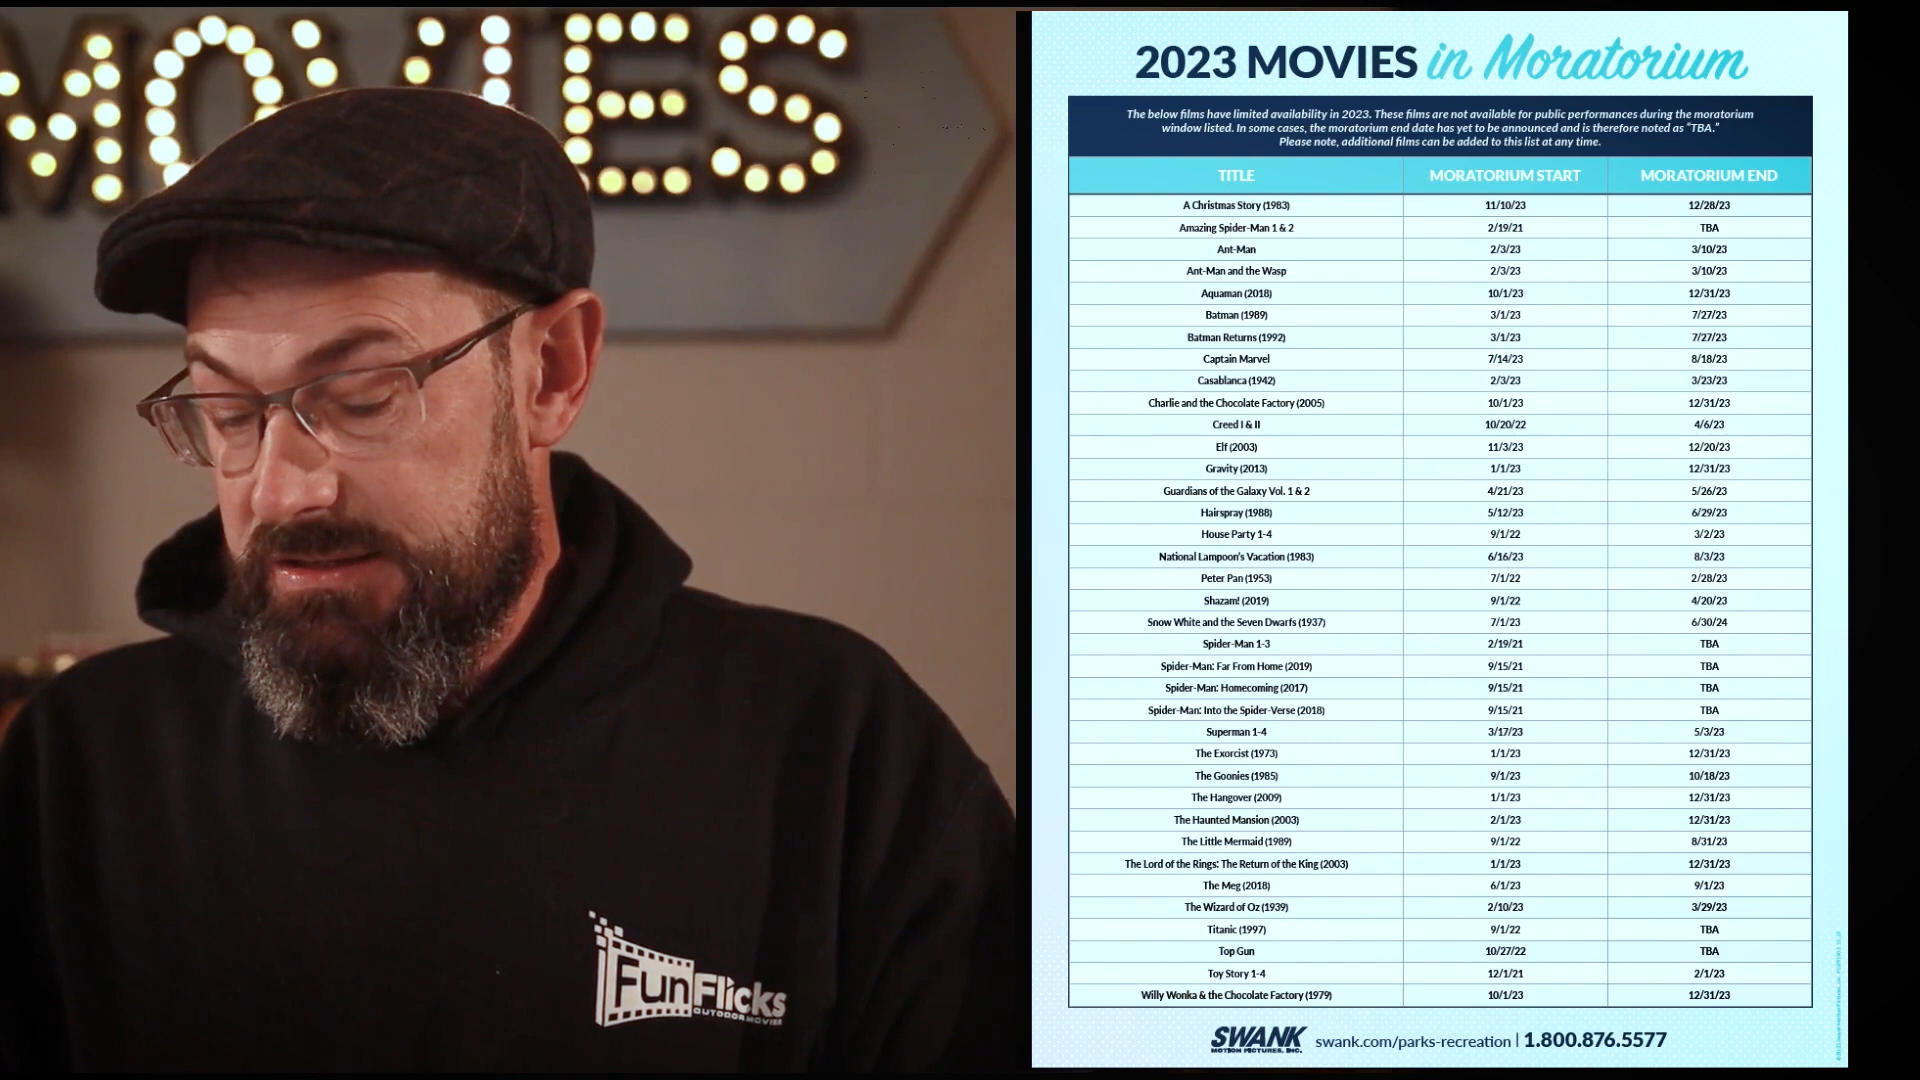 MOVIES
2023 MOVIES in Moratorium
The below films have limited availability in 2023. These films are not available for public performances during the moratorium
window listed. In some cases, the moratorium end date has yet to be announced and is therefore noted as “TBA.”
Please note, additional films can be added to this list at any time.
TITLE MORATORIUM START MORATORIUM END
A Christmas Story (1983) 11/10/23 12/28/23
Amazing Spider-Man 1 & 2 2/19/21 TBA
Ant-Man 2/3/23 3/10/23
Ant-Man and the Wasp 2/3/23 3/10/23
Aquaman (2018) 10/1/23 12/31/23
Batman (1989) 3/1/23 7/27/23
Batman Returns (1992) 3/1/23 7/27/23
Captain Marvel 7/14/23 8/18/23
Casablanca (1942) 2/3/23 3/23/23
Charlie and the Chocolate Factory (2005) 10/1/23 12/31/23
Creed I & II 10/20/22 4/6/23
Elf (2003) 11/3/23 12/20/23
Gravity (2013) 1/1/23 12/31/23
Guardians of the Galaxy Vol. 1 & 2 4/21/23 5/26/23
Hairspray (1988) 5/12/23 6/29/23
House Party 1-4 9/1/22 3/2/23
National Lampoon's Vacation (1983) 6/16/23 8/3/23
Peter Pan (1953) 7/1/22 2/28/23
Shazam! (2019) 9/1/22 4/20/23
Snow White and the Seven Dwarfs (1937) 7/1/23 6/30/24
Spider-Man 1-3 2/19/21 TBA
Spider-Man: Far From Home (2019) 9/15/21 TBA
Spider-Man: Homecoming (2017) 9/15/21 TBA
Spider-Man: Into the Spider-Verse (2018) 9/15/21 TBA
Superman 1-4 3/17/23 5/3/23
The Exorcist (1973) 1/1/23 12/31/23
The Goonies (1985) 9/1/23 10/18/23
The Hangover (2009) 1/1/23 12/31/23
The Haunted Mansion (2003) 2/1/23 12/31/23
The Little Mermaid (1989) 9/1/22 8/31/23
The Lord of the Rings: The Return of the King (2003) 1/1/23 12/31/23
The Meg (2018) 6/1/23 9/1/23
The Wizard of Oz (1939) 2/10/23 3/29/23
Titanic (1997) 9/1/22 TBA
Top Gun 10/27/22 TBA
Toy Story 1-4 12/1/21 2/1/23
Willy Wonka & the Chocolate Factory (1979) 10/1/23 12/31/23
SWANK
MOTION PICTURES, INC.
swank.com/parks-recreation | 1.800.876.5577
FunFlicks
OUTDOOR MOVIES